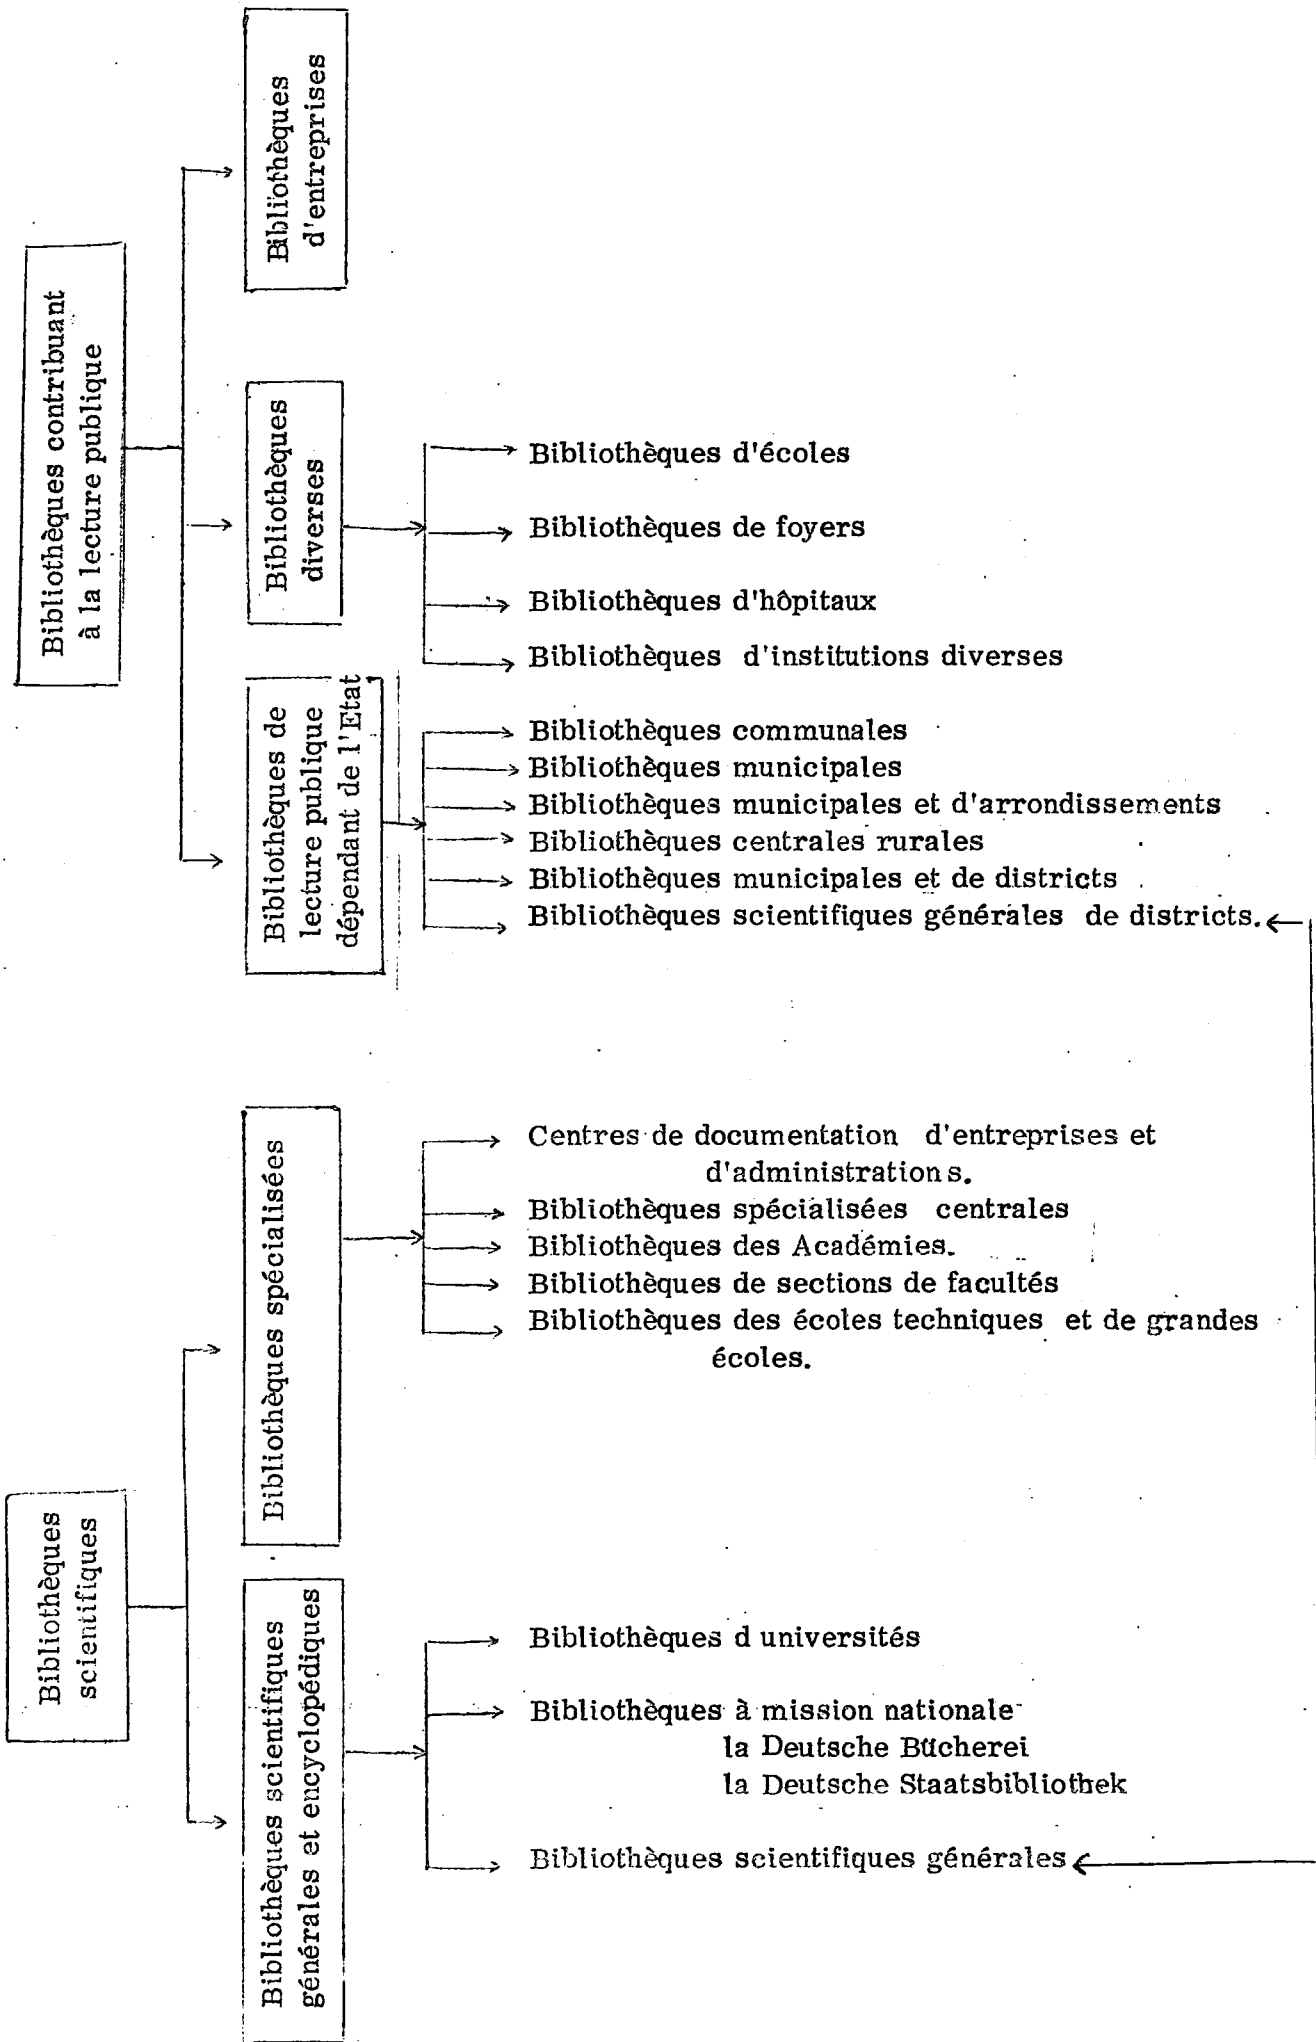 Bibliothèques contribuant
à la lecture publique
Bibliothèques
d'entreprises
Bibliothèques
diverses
Bibliothèques d'écoles
Bibliothèques de foyers
Bibliothèques d'hôpitaux
Bibliothèques d'institutions diverses
Bibliothèques de
lecture publique
dépendant de l'Etat
Bibliothèques communales
Bibliothèques municipales
Bibliothèques municipales et d'arrondissements
Bibliothèques centrales rurales
Bibliothèques municipales et de districts
Bibliothèques scientifiques générales de districts.
Bibliothèques
scientifiques
Bibliothèques spécialisées
Centres de documentation d'entreprises et
d'administrations.
Bibliothèques spécialisées centrales
Bibliothèques des Académies.
Bibliothèques de sections de facultés
Bibliothèques des écoles techniques et de grandes
écoles.
Bibliothèques scientifiques
générales et encyclopédiques
Bibliothèques d universités
Bibliothèques à mission nationale
la Deutsche Bücherei
la Deutsche Staatsbibliothek
Bibliothèques scientifiques générales